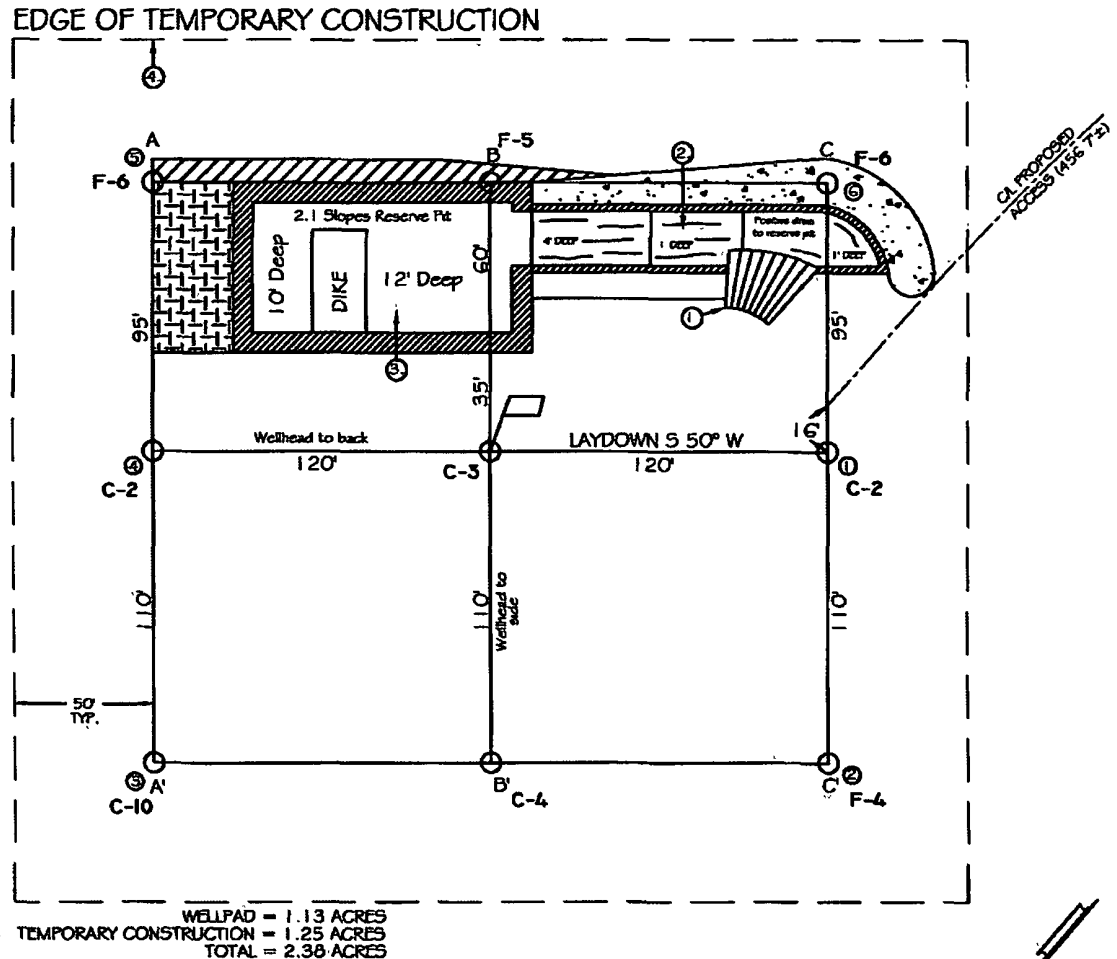 EDGE OF TEMPORARY CONSTRUCTION
4
A
B
F-5
C
F-6
5
F-6
2
6
C/L PROPOSED
ACCESS (456.7'±)
2:1 Slopes Reserve Pit
10' Deep
DIKE
12' Deep
60'
4' DEEP
1' DEEP
Positive drain
to reserve pit
1' DEEP
1
3
95'
95'
35'
16'
Wellhead to back
120'
LAYDOWN S 50° W
120'
4
C-2
C-3
1
C-2
110'
110'
Wellhead to
side
110'
50'
TYP.
3
A'
C-10
B'
C-4
C'
2
F-4
WELLPAD = 1.13 ACRES
TEMPORARY CONSTRUCTION = 1.25 ACRES
TOTAL = 2.38 ACRES